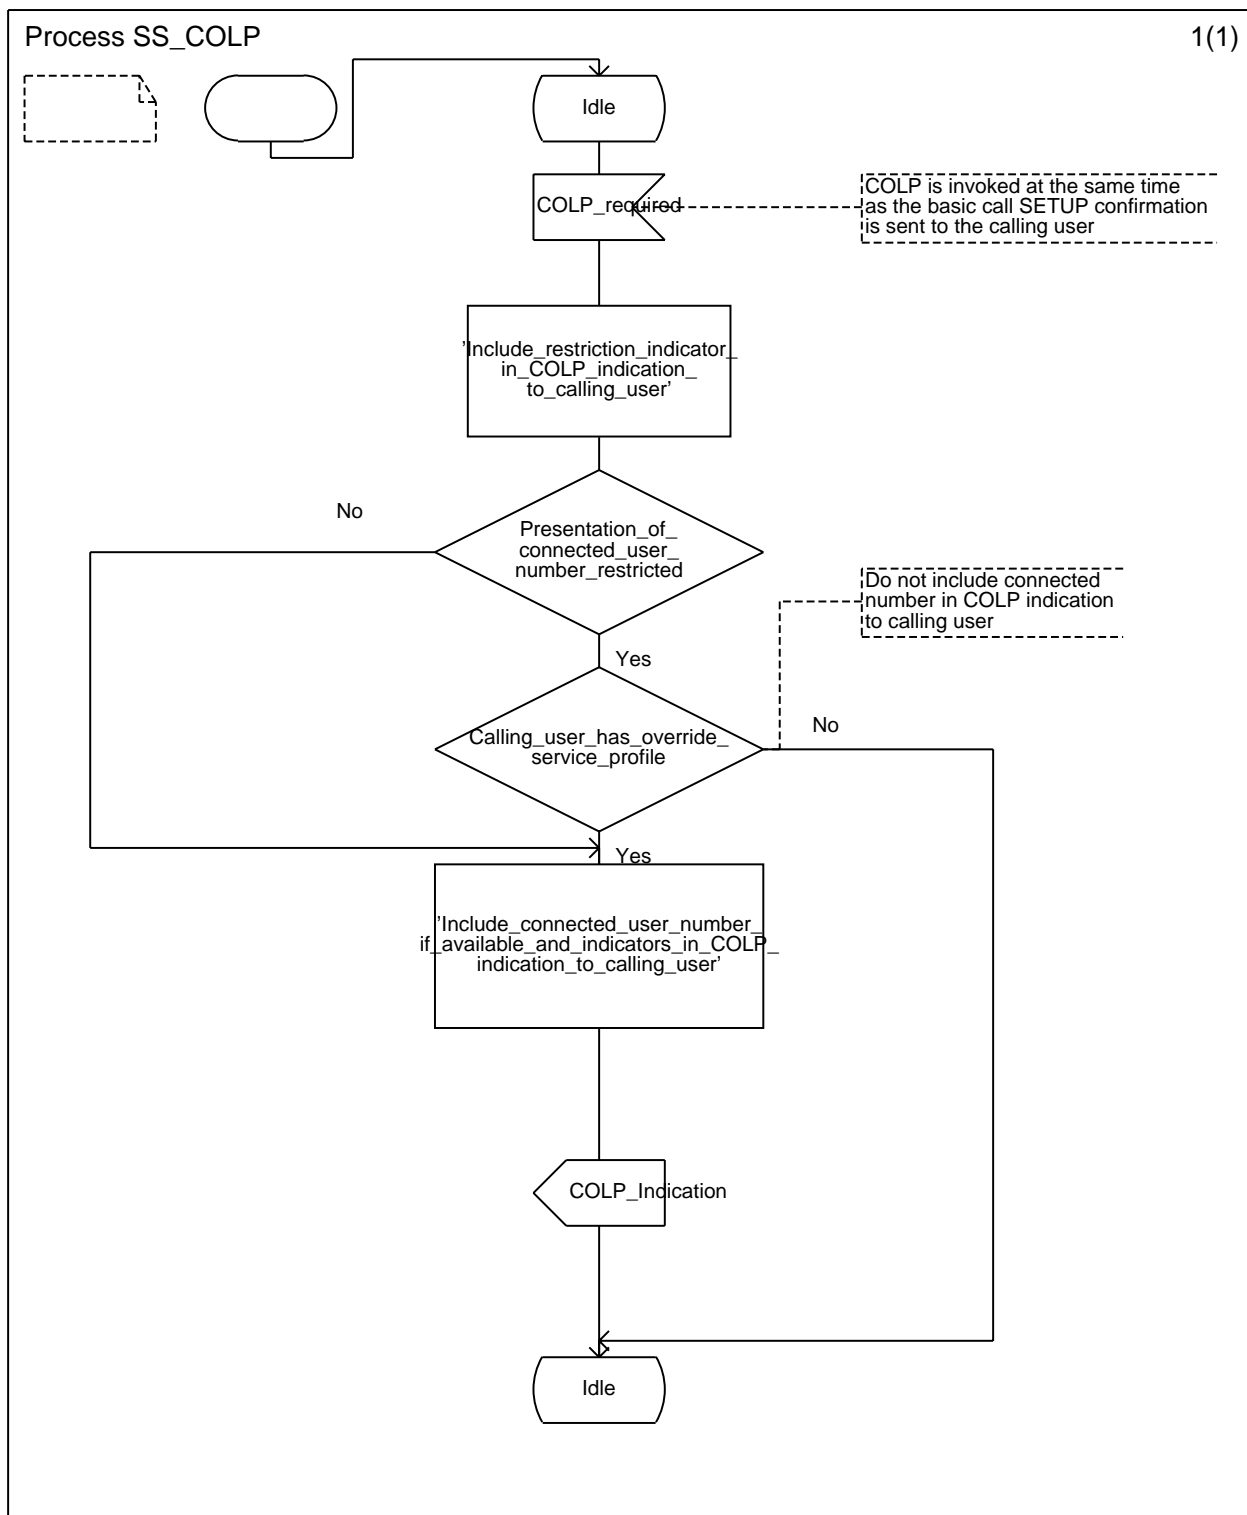 Process SS_COLP
1(1)
Idle
COLP_required
COLP is invoked at the same time
as the basic call SETUP confirmation
is sent to the calling user
’Include_restriction_indicator_
in_COLP_indication_
to_calling_user’
No
Presentation_of_
connected_user_
number_restricted
Do not include connected
number in COLP indication
to calling user
Yes
Calling_user_has_override_
service_profile
No
Yes
’Include_connected_user_number_
if_available_and_indicators_in_COLP_
indication_to_calling_user’
COLP_Indication
Idle